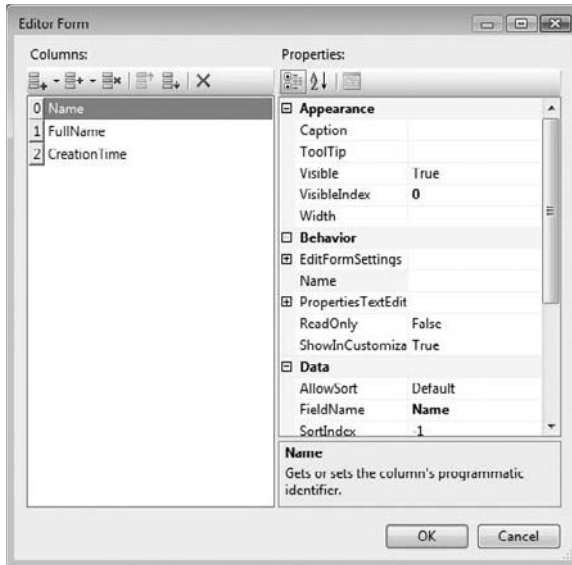 Editor Form
Columns:
0 Name
1 FullName
2 CreationTime
Properties:
Appearance
Caption
ToolTip
Visible True
VisibleIndex 0
Width
Behavior
EditFormSettings
Name
PropertiesTextEdit
ReadOnly False
ShowInCustomiza True
Data
AllowSort Default
FieldName Name
SortIndex -1
Name
Gets or sets the column's programmatic
identifier.
OK Cancel